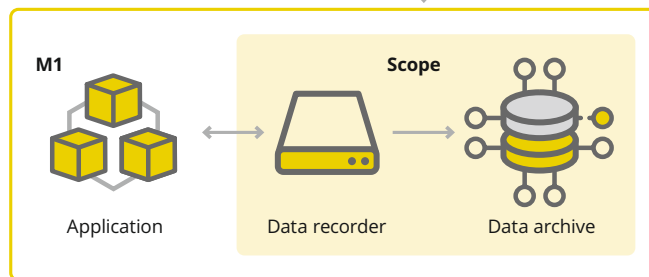 M1
Scope
Application
Data recorder
Data archive